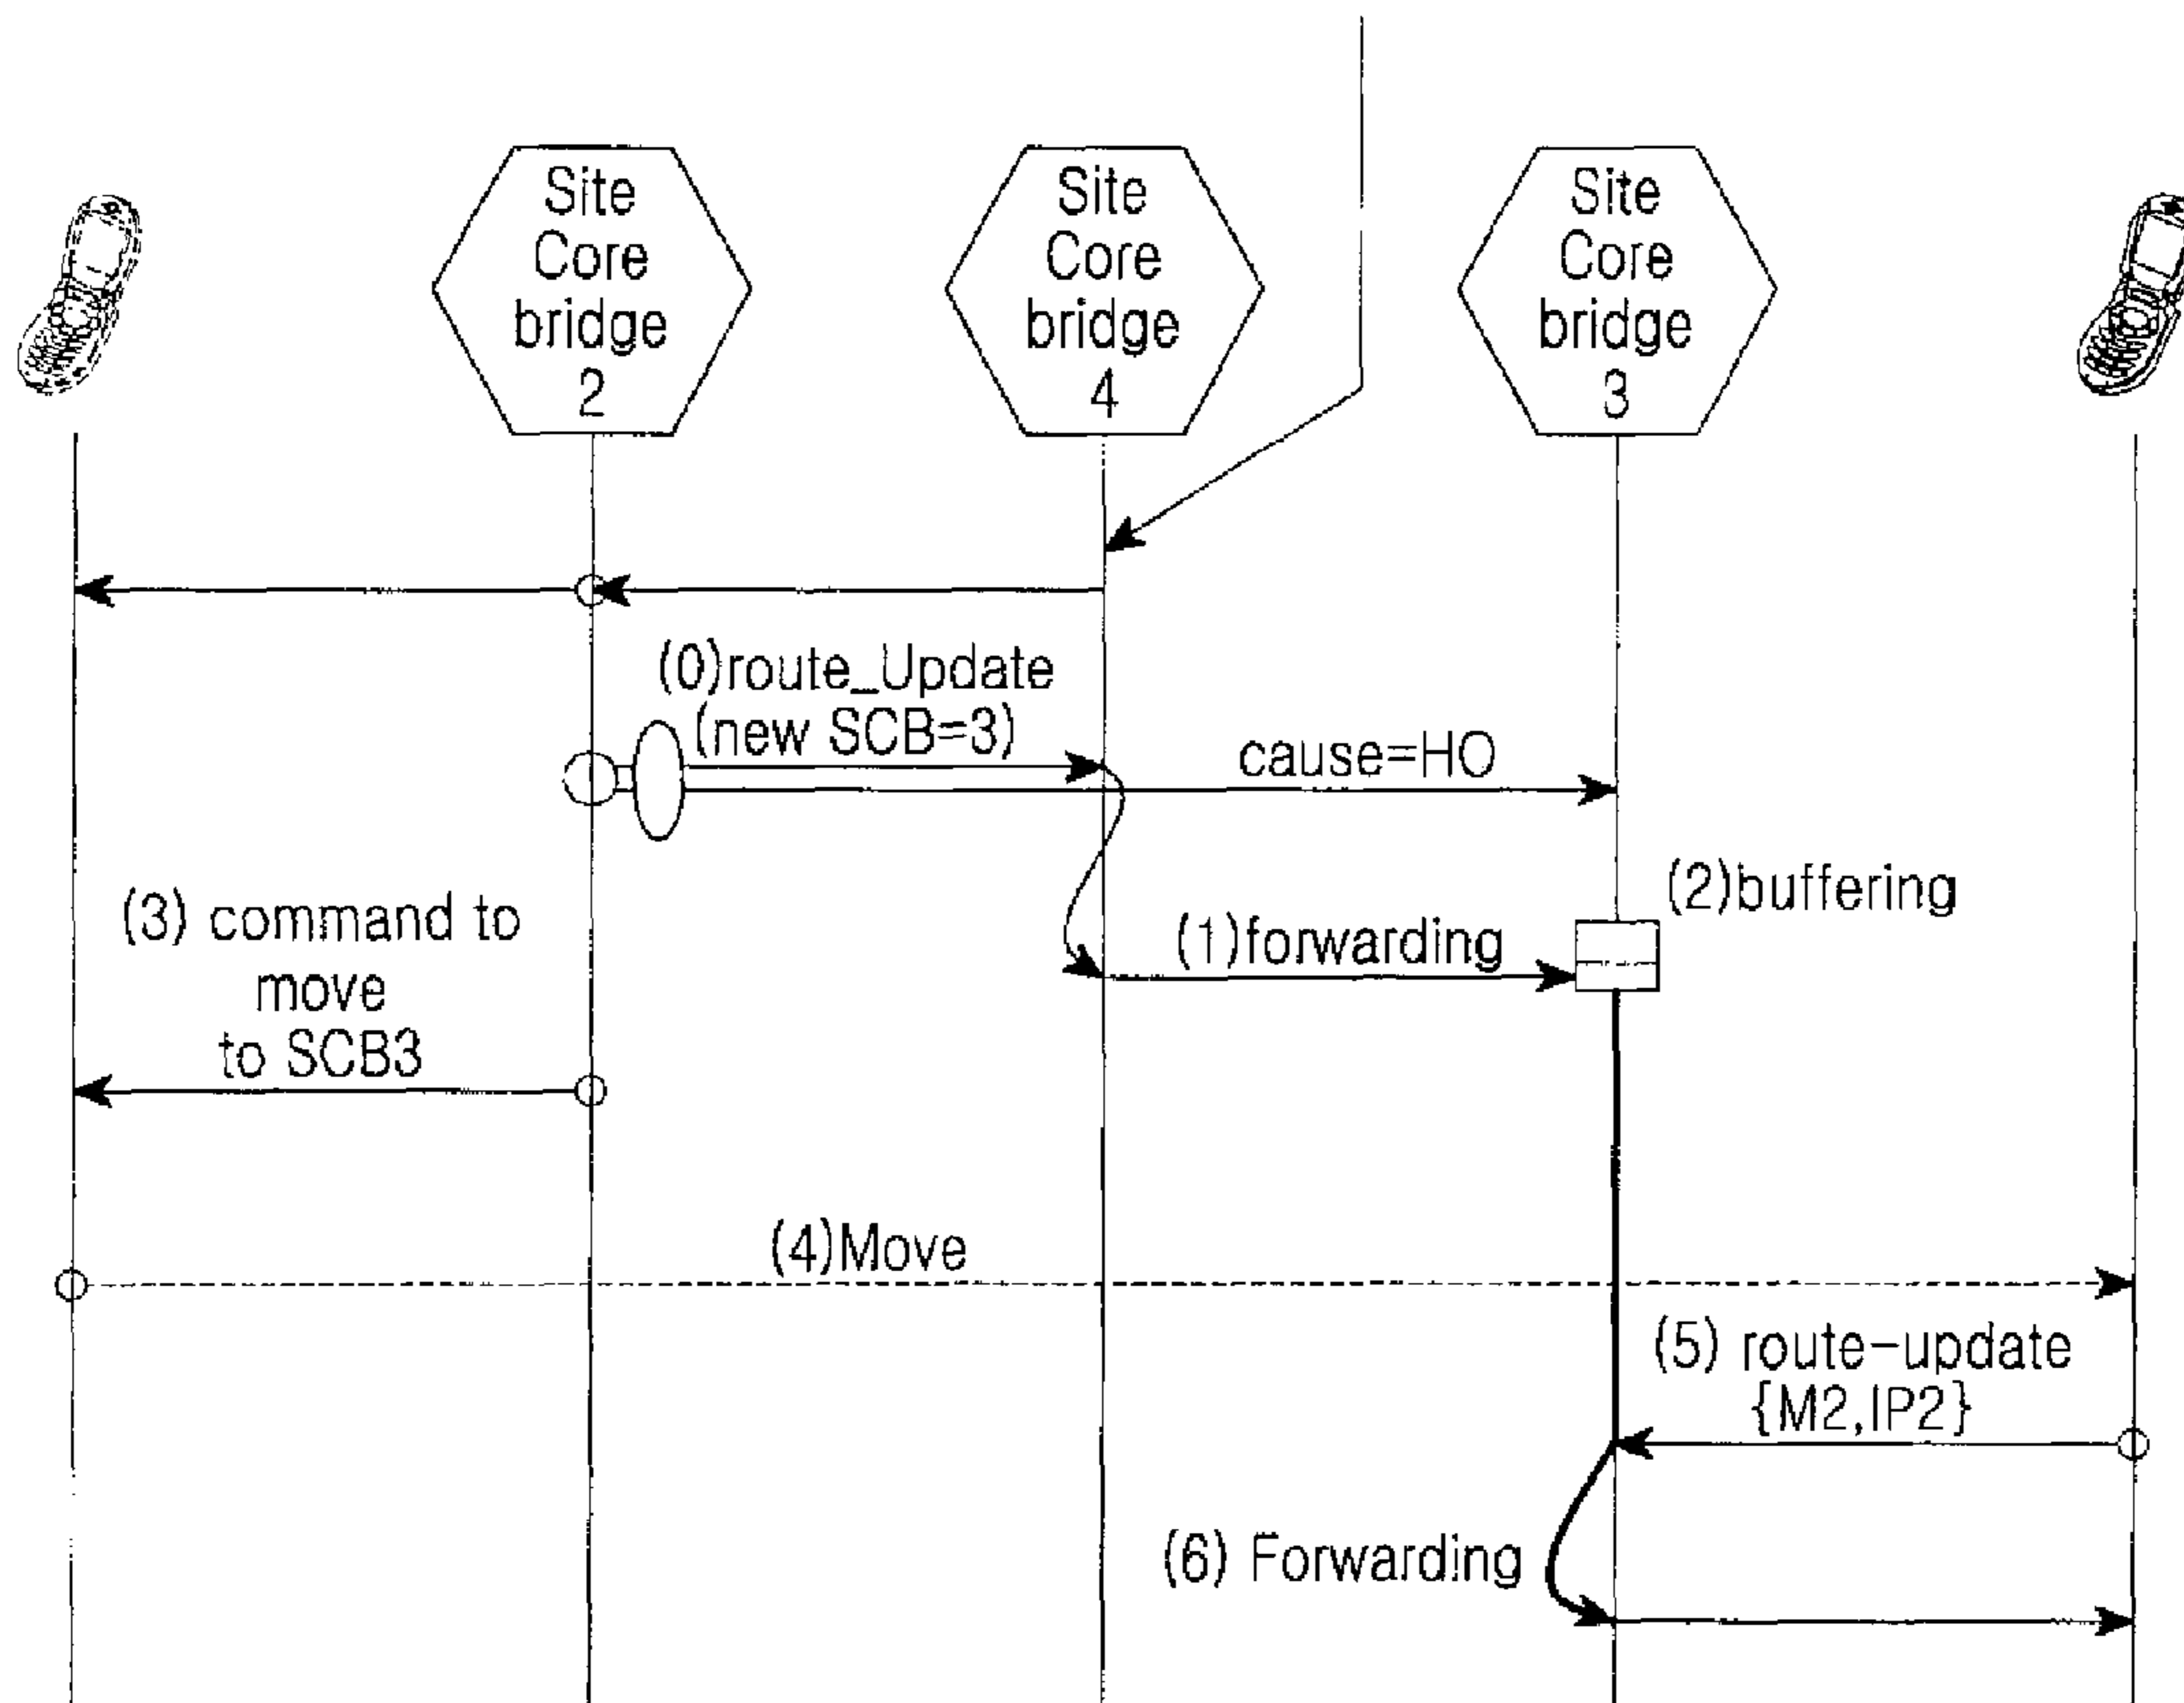 Site
Core
bridge
2
Site
Core
bridge
4
Site
Core
bridge
3
(0)route_Update
(new SCB=3)
cause=HO
(2)buffering
(3) command to
move
to SCB3
(1)forwarding
(4)Move
(5) route-update
{M2,IP2}
(6) Forwarding